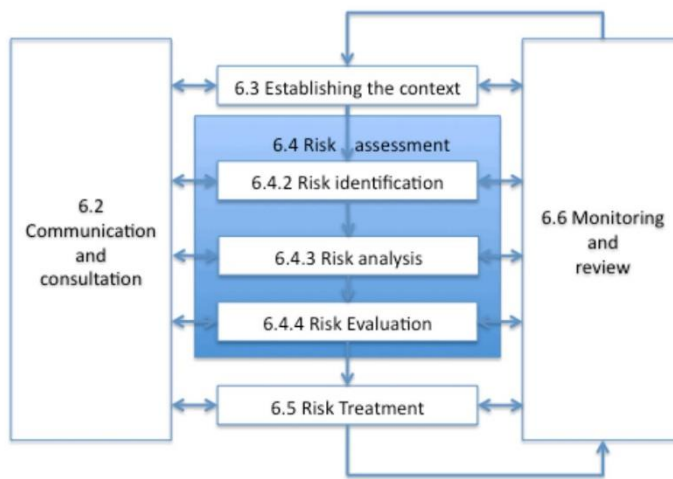 6.3 Establishing the context
6.4 Risk assessment
6.4.2 Risk identification
6.2
Communication
and
consultation
6.6 Monitoring
and
review
6.4.3 Risk analysis
6.4.4 Risk Evaluation
6.5 Risk Treatment